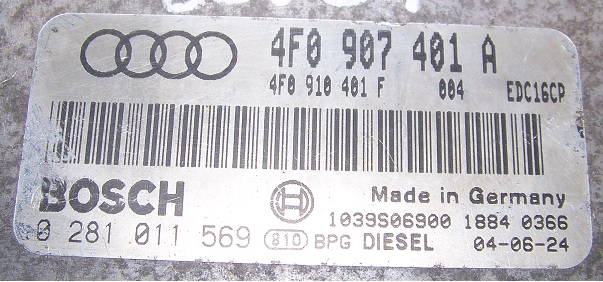 4F0 907 401 A
4F0 910 401 F 004 EDC16CP
BOSCH
Made in Germany
1039S06900 1884 0366
0 281 011 569 810 BPG DIESEL 04-06-24